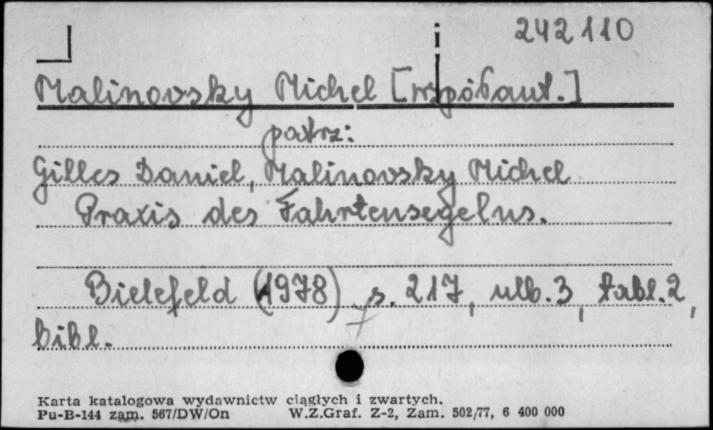 242110
Malinovsky Michel [współaut.]
patrz:
Gilles Daniel, Malinovsky Michel
Praxis des Fahrtensegelns.
Bielefeld (1978) s. 217, ulb. 3, tabl. 2,
bibl.
Karta katalogowa wydawnictw ciągłych i zwartych.
Pu-B-144 zam. 567/DW/On W.Z.Graf. Z-2, Zam. 502/77, 6 400 000